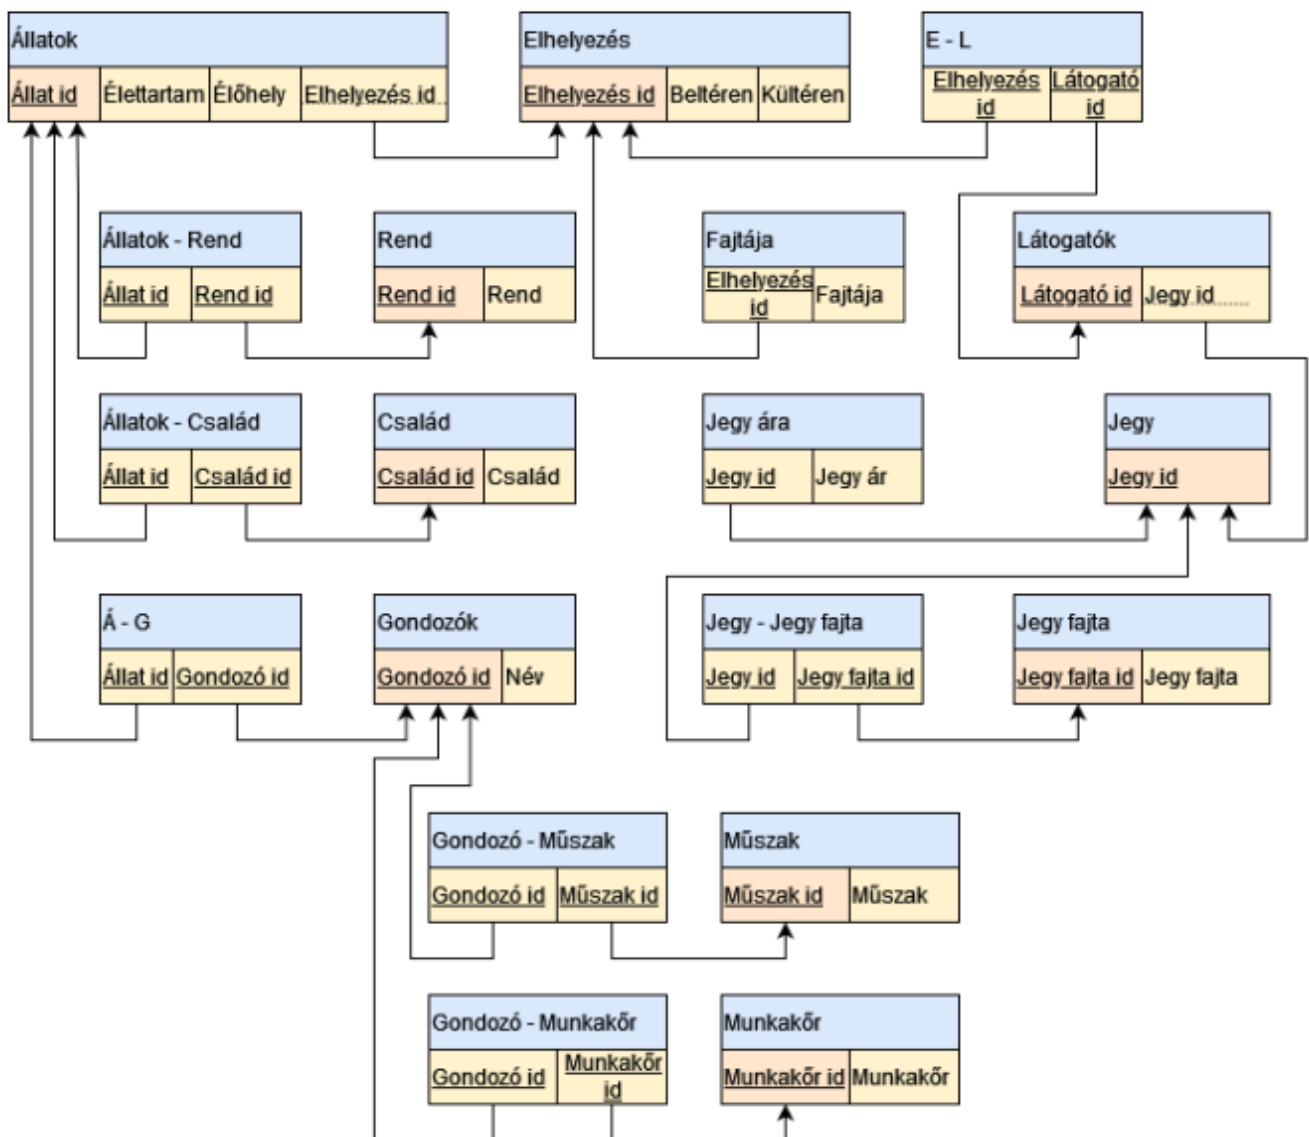 Állatok
Állat id Élettartam Élőhely Elhelyezés id
Elhelyezés
Elhelyezés id Beltéren Kültéren
E - L
Elhelyezés id Látogató id
Állatok - Rend
Állat id Rend id
Rend
Rend id Rend
Fajtája
Elhelyezés id Fajtája
Látogatók
Látogató id Jegy id
Állatok - Család
Állat id Család id
Család
Család id Család
Jegy ára
Jegy id Jegy ár
Jegy
Jegy id
Á - G
Állat id Gondozó id
Gondozók
Gondozó id Név
Jegy - Jegy fajta
Jegy id Jegy fajta id
Jegy fajta
Jegy fajta id Jegy fajta
Gondozó - Műszak
Gondozó id Műszak id
Műszak
Műszak id Műszak
Gondozó - Munkakőr
Gondozó id Munkakőr id
Munkakőr
Munkakőr id Munkakőr